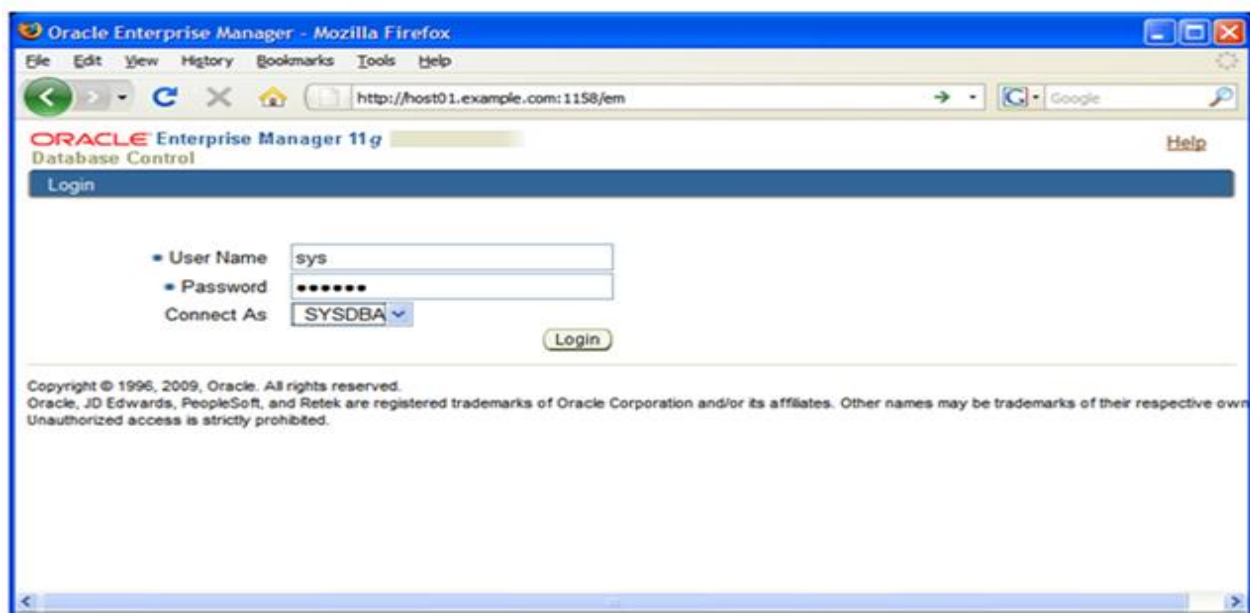 Oracle Enterprise Manager - Mozilla Firefox
File Edit View History Bookmarks Tools Help
http://host01.example.com:1158/em
Google
ORACLE Enterprise Manager 11g
Database Control
Help
Login
User Name sys
Password ••••••
Connect As SYSDBA
Login
Copyright © 1996, 2009, Oracle. All rights reserved.
Oracle, JD Edwards, PeopleSoft, and Retek are registered trademarks of Oracle Corporation and/or its affiliates. Other names may be trademarks of their respective own
Unauthorized access is strictly prohibited.